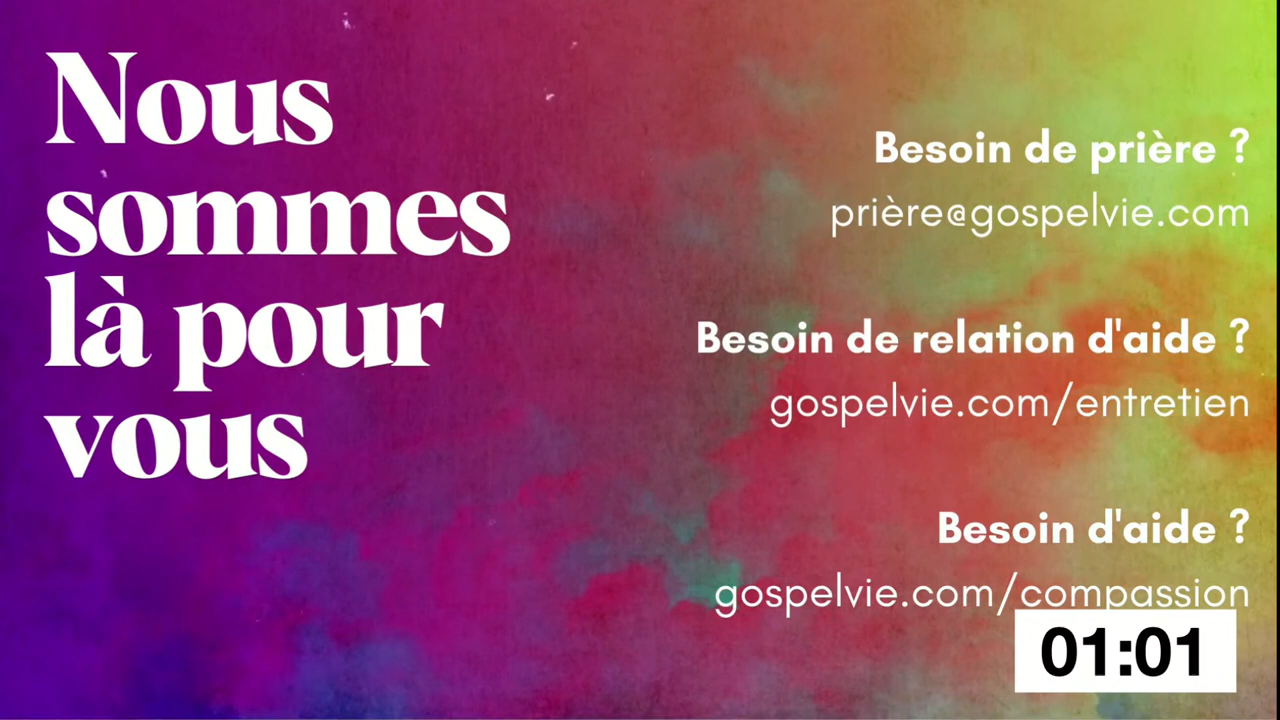 Nous
sommes
là pour
vous
Besoin de prière ?
prière@gospelvie.com
Besoin de relation d'aide ?
gospelvie.com/entretien
Besoin d'aide ?
gospelvie.com/compassion
01:01